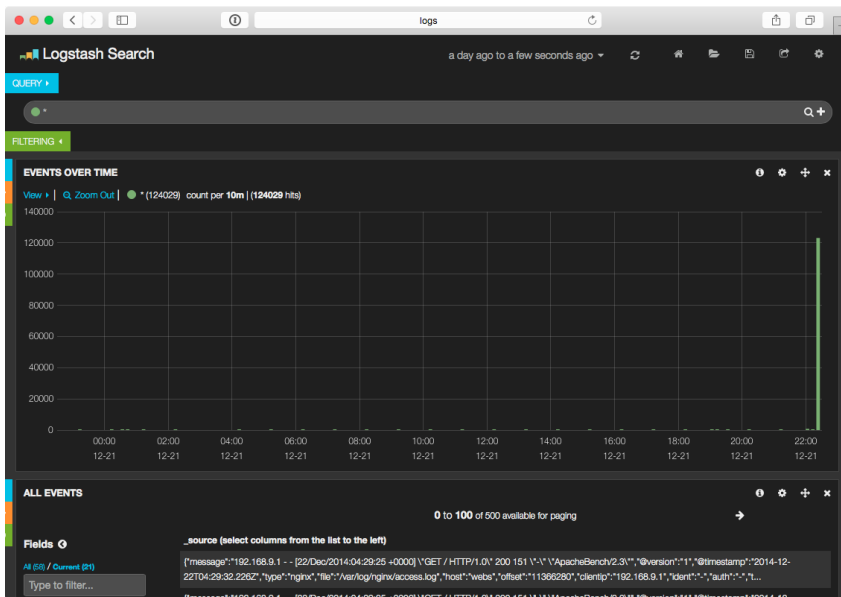 logs
Logstash Search
a day ago to a few seconds ago
QUERY
*
FILTERING
EVENTS OVER TIME
View | Zoom Out | * (124029) count per 10m | (124029 hits)
140000
120000
100000
80000
60000
40000
20000
0
00:00 02:00 04:00 06:00 08:00 10:00 12:00 14:00 16:00 18:00 20:00 22:00
12-21 12-21 12-21 12-21 12-21 12-21 12-21 12-21 12-21 12-21 12-21 12-21
ALL EVENTS
0 to 100 of 500 available for paging
Fields
_source (select columns from the list to the left)
All (58) / Current (21)
Type to filter...
{"message":"192.168.9.1 - - [22/Dec/2014:04:29:25 +0000] \"GET / HTTP/1.0\" 200 151 \"-\" \"ApacheBench/2.3\"","@version":"1","@timestamp":"2014-12-
22T04:29:32.226Z","type":"nginx","file":"/var/log/nginx/access.log","host":"webs","offset":"11366280","clientip":"192.168.9.1","ident":"-","auth":"-","t...